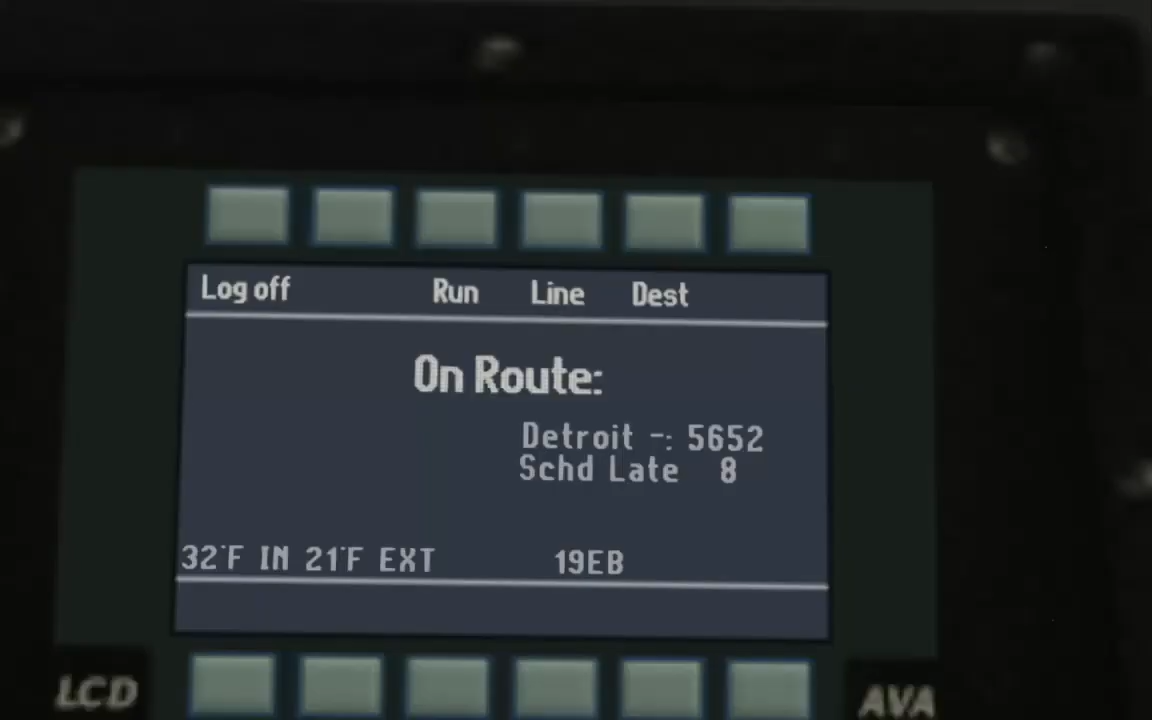 Log off Run Line Dest
On Route:
Detroit -: 5652
Schd Late 8
32°F IN 21°F EXT 19EB
LCD AVA